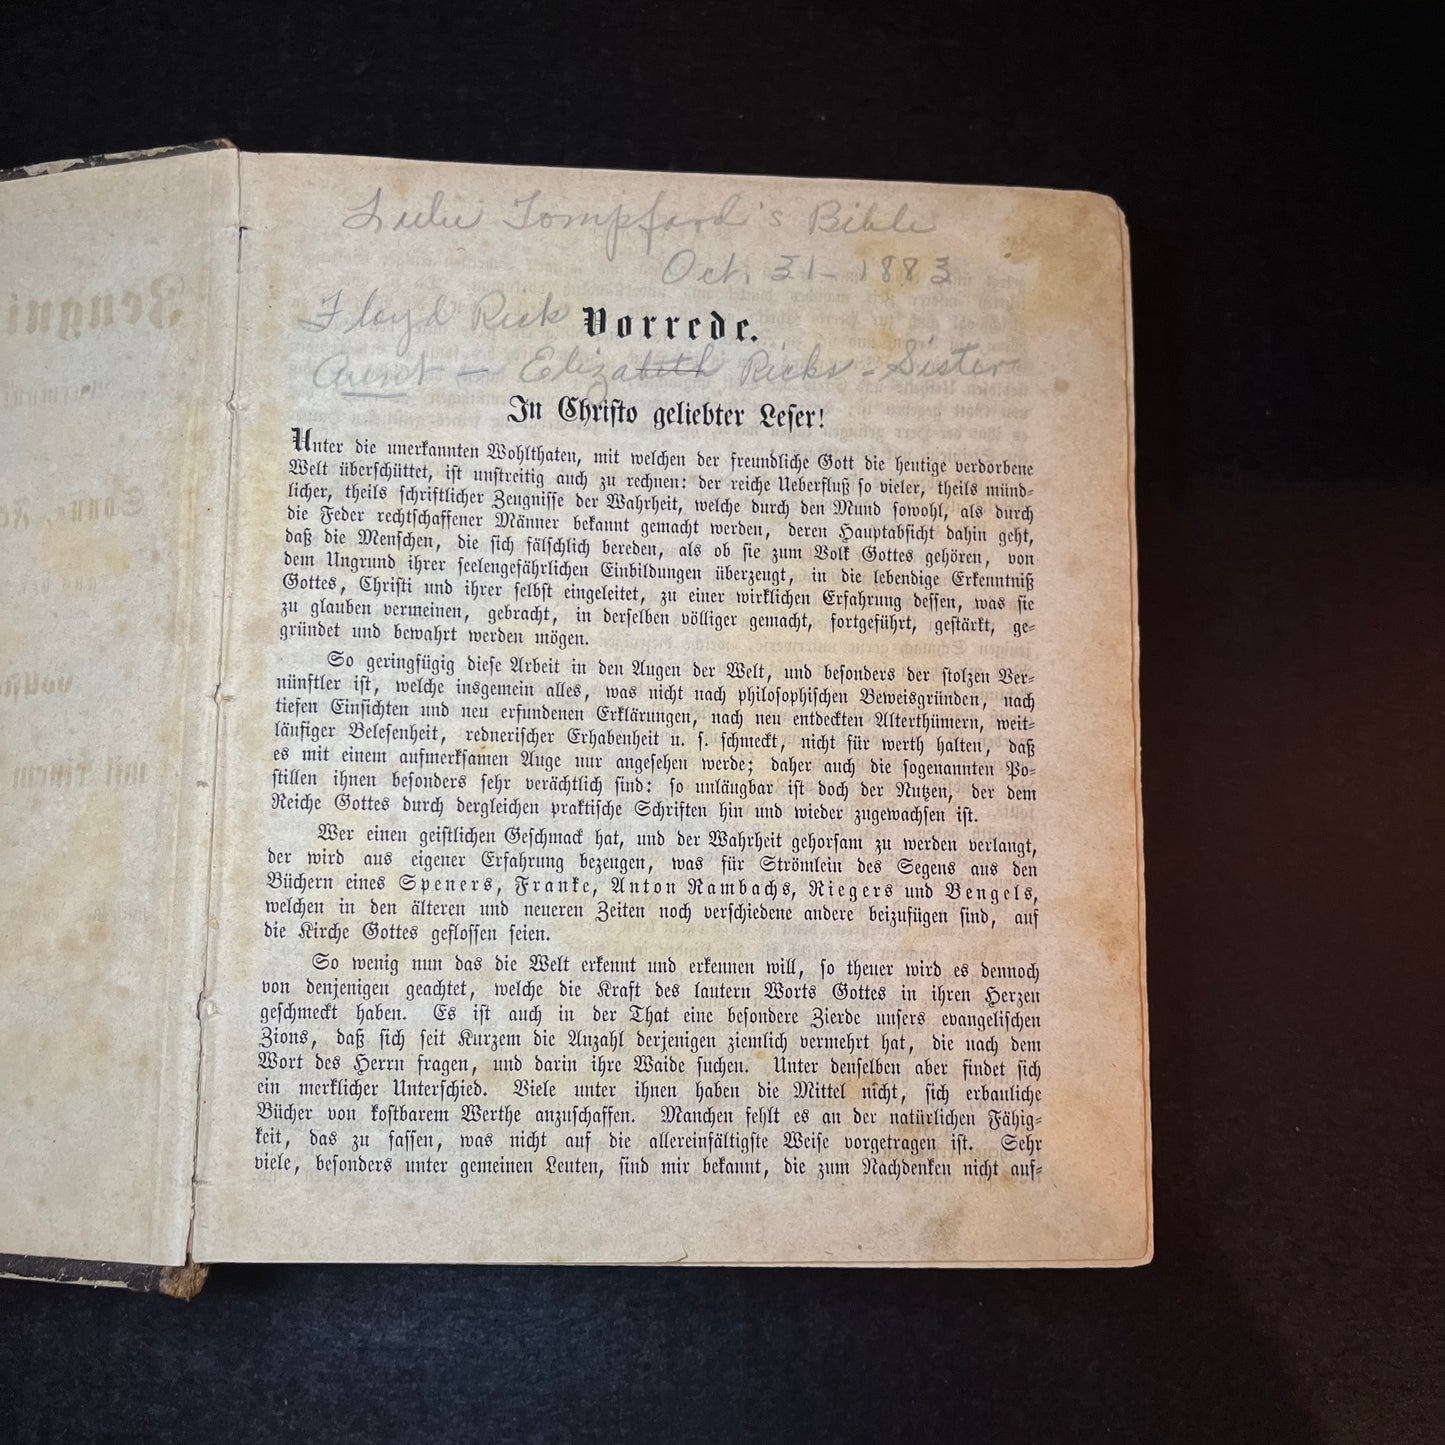 Tompfard's Bible
Oct. 31 - 1883
Floyd Rick
Vorrede.
Aunt - Elizabeth Ricks - Sister
In Christo geliebter Leser!
Unter die unerkannten Wohlthaten, mit welchen der freundliche Gott die heutige verdorbene
Welt überschüttet, ist unstreitig auch zu rechnen: der reiche Ueberfluß so vieler, theils münd-
licher, theils schriftlicher Zeugnisse der Wahrheit, welche durch den Mund sowohl, als durch
die Feder rechtschaffener Männer bekannt gemacht werden, deren Hauptabsicht dahin geht,
daß die Menschen, die sich fälschlich bereden, als ob sie zum Volk Gottes gehören, von
dem Ungrund ihrer seelengefährlichen Einbildungen überzeugt, in die lebendige Erkenntniß
Gottes, Christi und ihrer selbst eingeleitet, zu einer wirklichen Erfahrung dessen, was sie
zu glauben vermeinen, gebracht, in derselben völliger gemacht, fortgeführt, gestärkt, ge-
gründet und bewahrt werden mögen.
So geringfügig diese Arbeit in den Augen der Welt, und besonders der stolzen Ver-
nünftler ist, welche insgemein alles, was nicht nach philosophischen Beweisgründen, nach
tiefen Einsichten und neu erfundenen Erklärungen, nach neu entdeckten Alterthümern, weit-
läufiger Belesenheit, rednerischer Erhabenheit u. s. f. schmeckt, nicht für werth halten, daß
es mit einem aufmerksamen Auge nur angesehen werde; daher auch die sogenannten Po-
stillen ihnen besonders sehr verächtlich sind: so unläugbar ist doch der Nutzen, der dem
Reiche Gottes durch dergleichen praktische Schriften hin und wieder zugewachsen ist.
Wer einen geistlichen Geschmack hat, und der Wahrheit gehorsam zu werden verlangt,
der wird aus eigener Erfahrung bezeugen, was für Strömlein des Segens aus den
Büchern eines Speners, Franke, Anton Rambachs, Riegers und Bengels,
welchen in den älteren und neueren Zeiten noch verschiedene andere beizufügen sind, auf
die Kirche Gottes geflossen seien.
So wenig nun das die Welt erkennt und erkennen will, so theuer wird es dennoch
von denjenigen geachtet, welche die Kraft des lautern Worts Gottes in ihren Herzen
geschmeckt haben. Es ist auch in der That eine besondere Zierde unsers evangelischen
Zions, daß sich seit Kurzem die Anzahl derjenigen ziemlich vermehrt hat, die nach dem
Wort des Herrn fragen, und darin ihre Waide suchen. Unter denselben aber findet sich
ein merklicher Unterschied. Viele unter ihnen haben die Mittel nicht, sich erbauliche
Bücher von kostbarem Werthe anzuschaffen. Manchen fehlt es an der natürlichen Fähig-
keit, das zu fassen, was nicht auf die allereinfältigste Weise vorgetragen ist. Sehr
viele, besonders unter gemeinen Leuten, sind mir bekannt, die zum Nachdenken nicht auf-